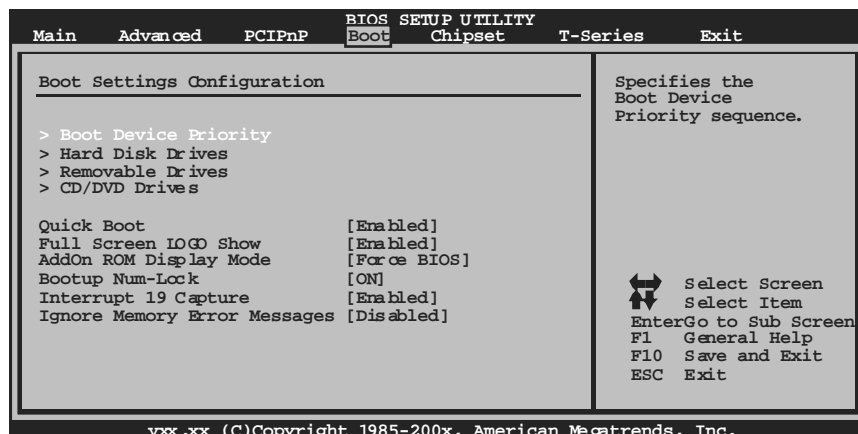 BIOS SETUP UTILITY
Main Advanced PCIPnP Boot Chipset T-Series Exit
Boot Settings Configuration
> Boot Device Priority
> Hard Disk Drives
> Removable Drives
> CD/DVD Drives
Quick Boot [Enabled]
Full Screen LOGO Show [Enabled]
AddOn ROM Display Mode [Force BIOS]
Bootup Num-Lock [ON]
Interrupt 19 Capture [Enabled]
Ignore Memory Error Messages [Disabled]
Specifies the
Boot Device
Priority sequence.
Select Screen
Select Item
Enter Go to Sub Screen
F1 General Help
F10 Save and Exit
ESC Exit
vxx.xx (C)Copyright 1985-200x, American Megatrends, Inc.